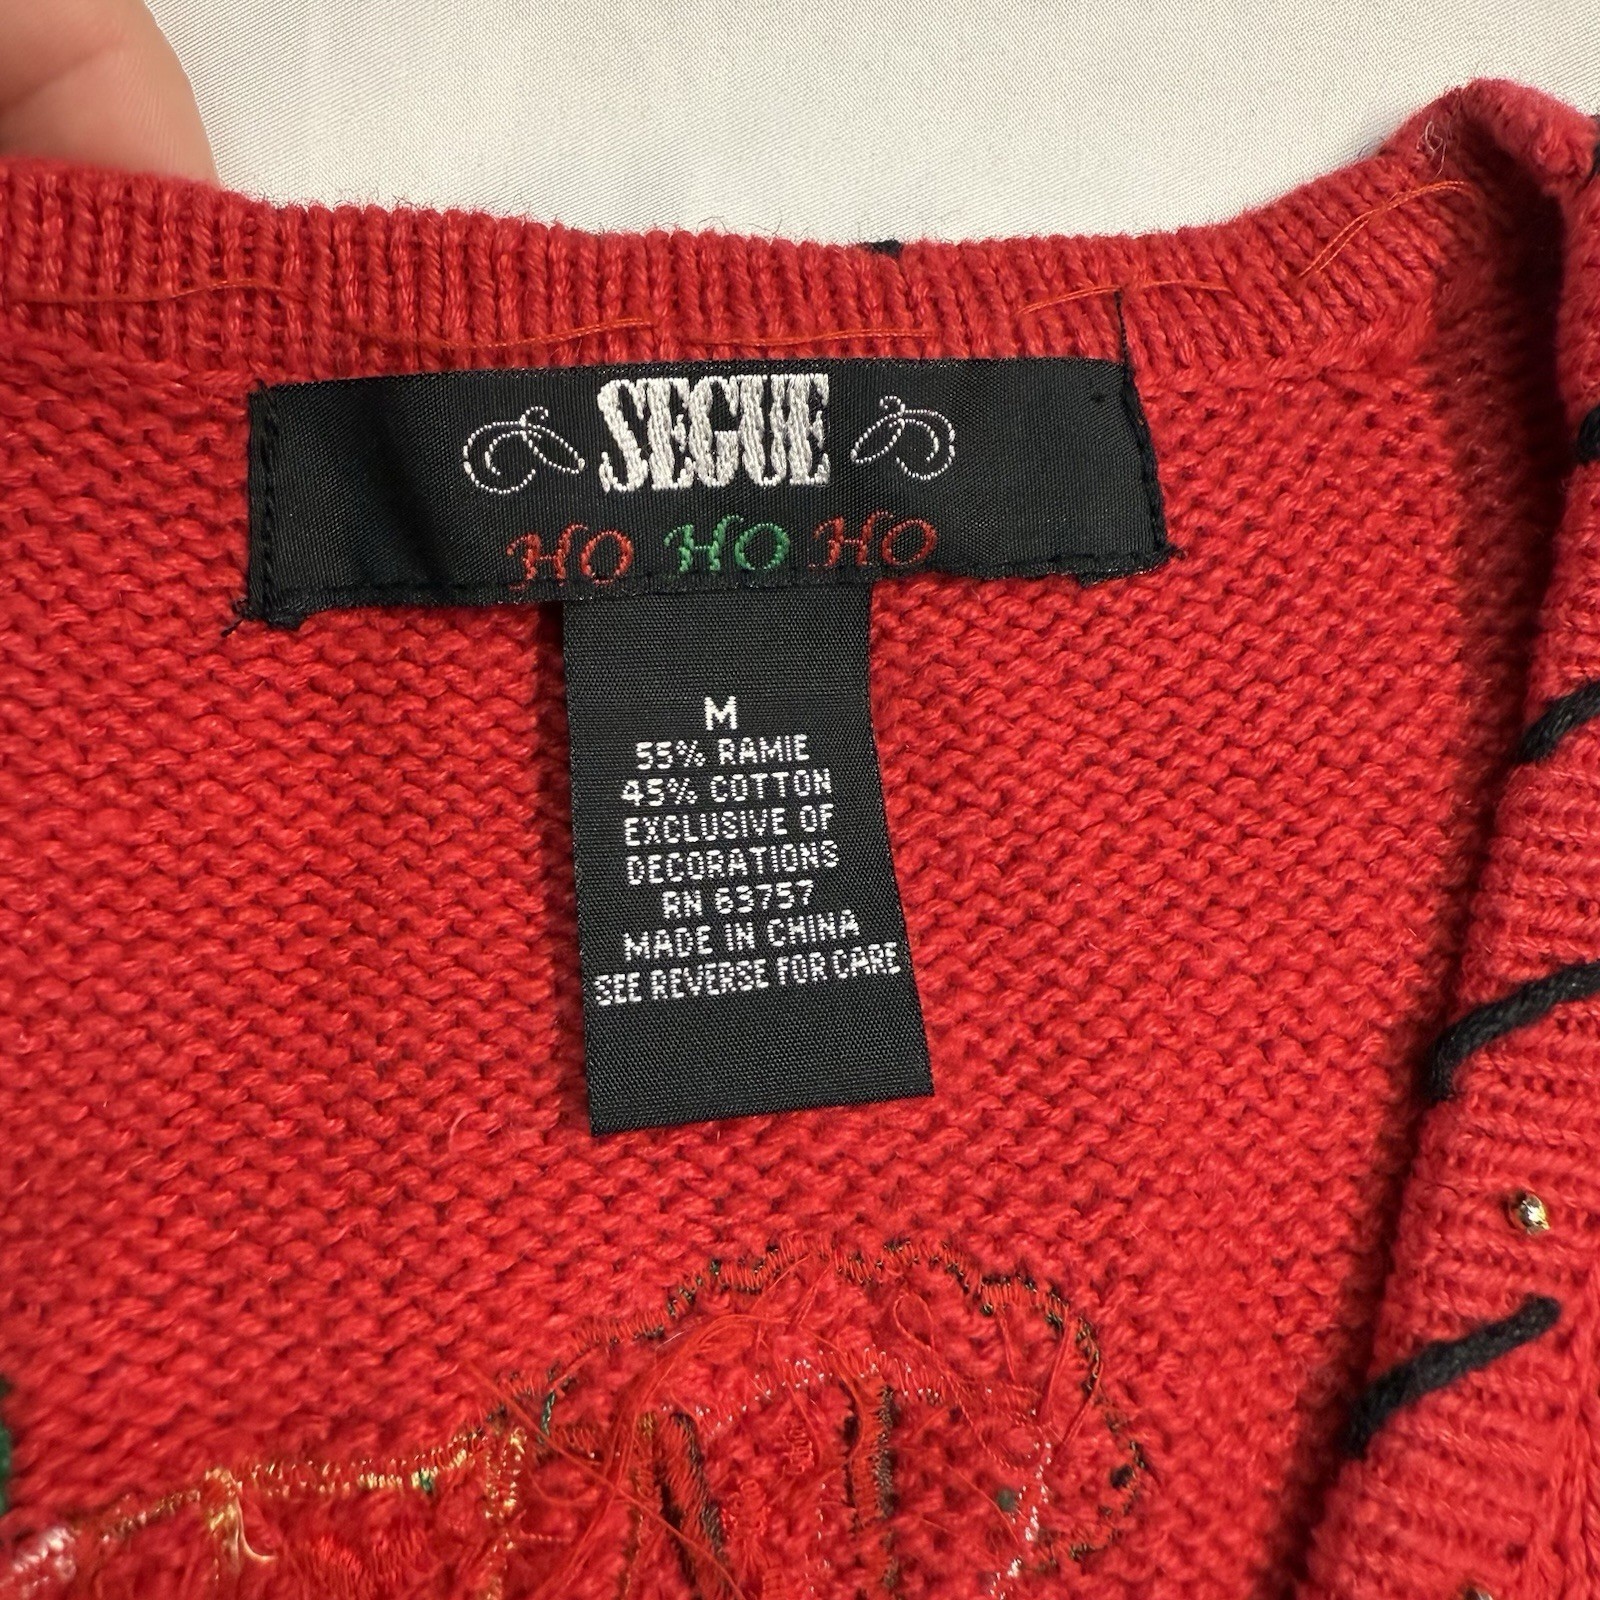 SEGUE
HO HO HO
M
55% RAMIE
45% COTTON
EXCLUSIVE OF
DECORATIONS
RN 63757
MADE IN CHINA
SEE REVERSE FOR CARE